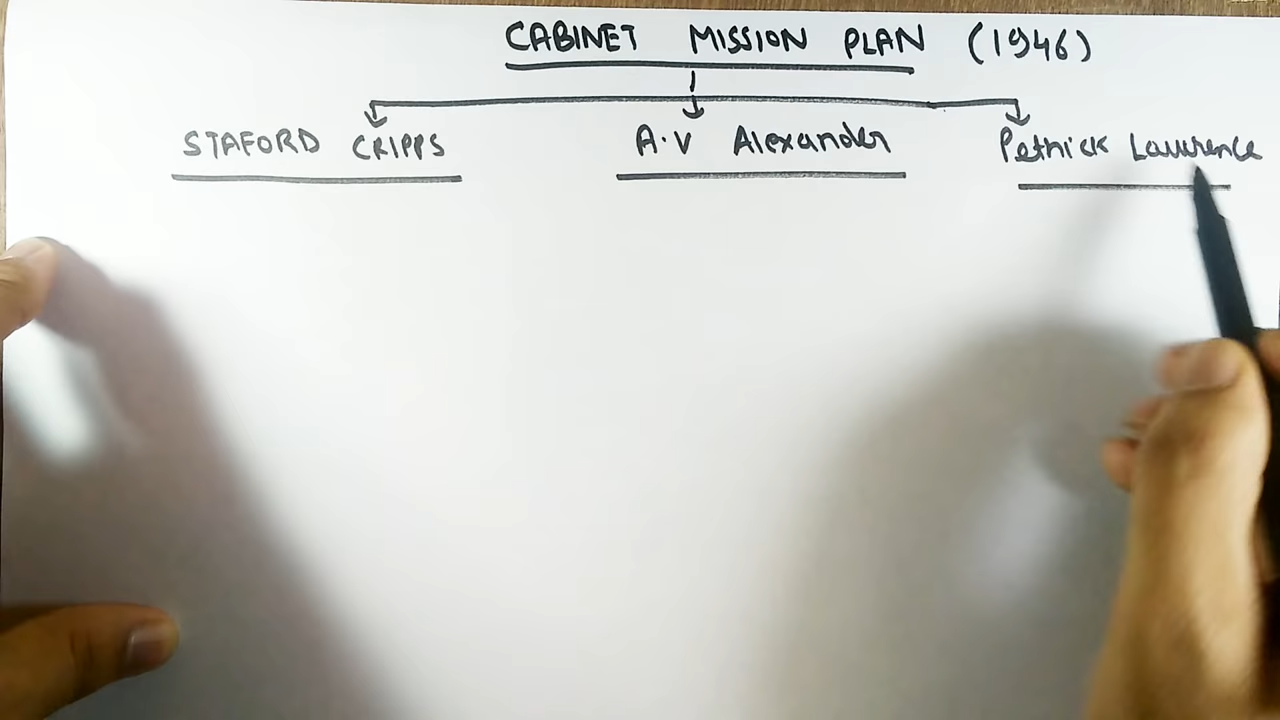 CABINET MISSION PLAN (1946)
STAFORD CRIPPS A.V Alexander Pethick Lawrence